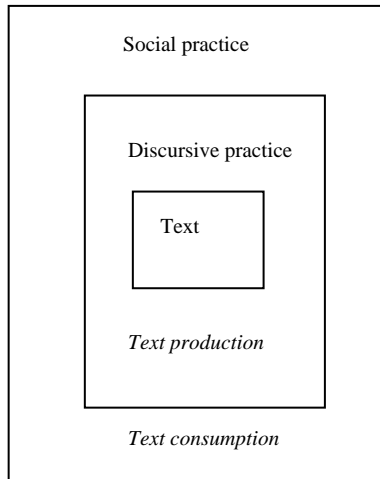 Social practice
Discursive practice
Text
Text production
Text consumption